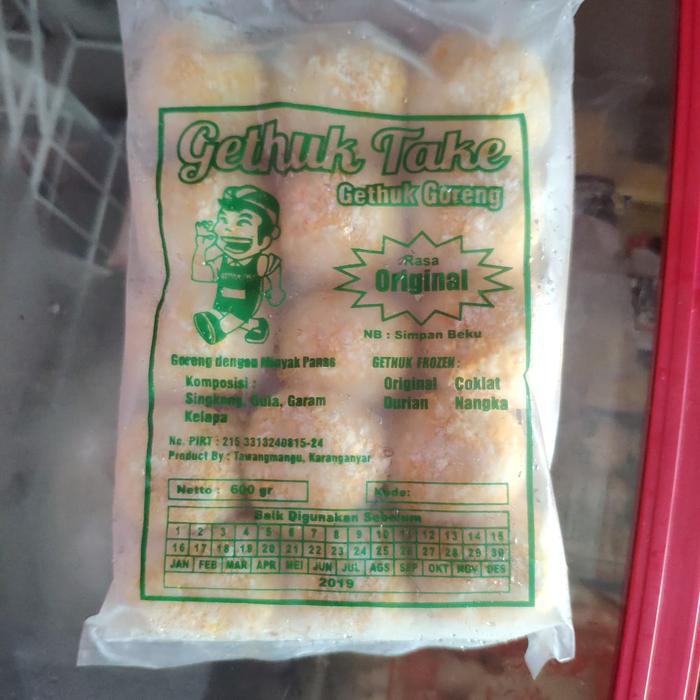 Gethuk Take
Gethuk Goreng
Rasa
Original
NB : Simpan Beku
Goreng dengan Minyak Panas
Komposisi :
Singkong, Gula, Garam
Kelapa
GETHUK FROZEN :
Original Coklat
Durian Nangka
No. PIRT : 215 3313240815-24
Product By : Tawangmangu, Karanganyar
Netto : 600 gr
Kode:
Baik Digunakan Sebelum
1 2 3 4 5 6 7 8 9 10 11 12 13 14 15
16 17 18 19 20 21 22 23 24 25 26 27 28 29 30
JAN FEB MAR APR MEI JUN JUL AGS SEP OKT NOV DES
2019